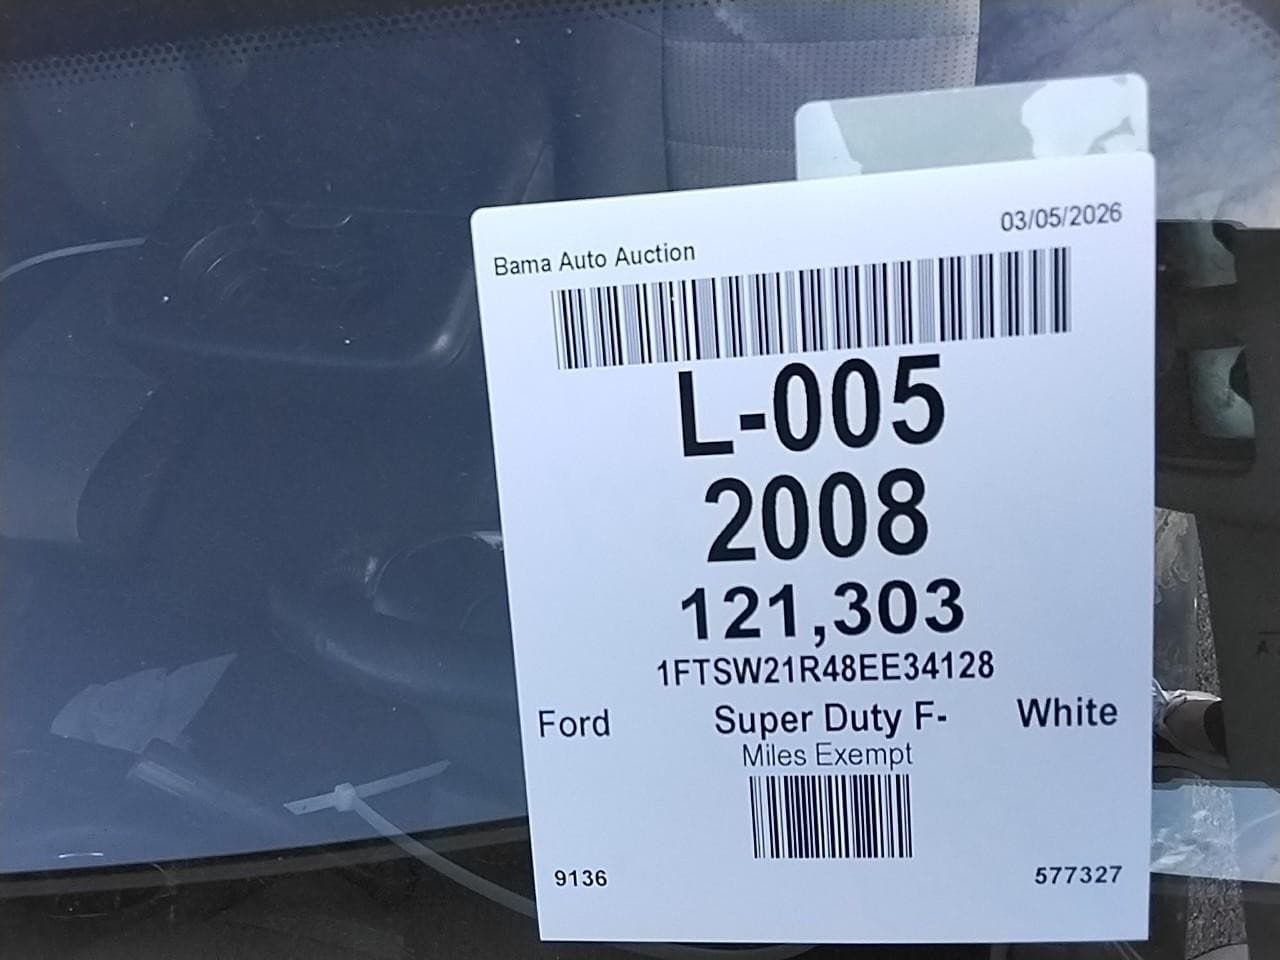 03/05/2026
Bama Auto Auction
L-005
2008
121,303
1FTSW21R48EE34128
Ford Super Duty F- White
Miles Exempt
9136 577327